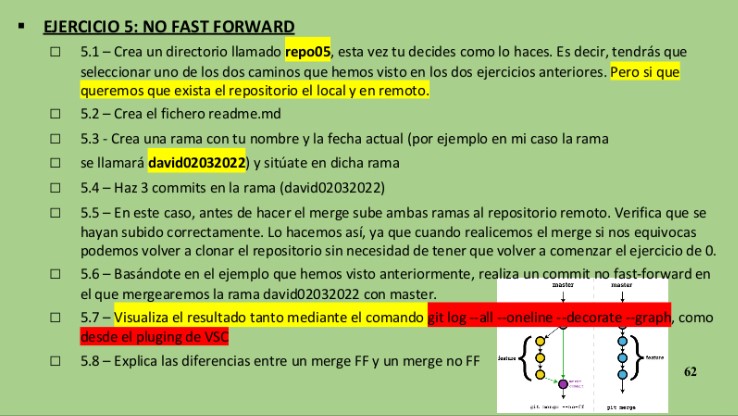 ▪ EJERCICIO 5: NO FAST FORWARD
□ 5.1 – Crea un directorio llamado repo05, esta vez tu decides como lo haces. Es decir, tendrás que
seleccionar uno de los dos caminos que hemos visto en los dos ejercicios anteriores. Pero si que
queremos que exista el repositorio el local y en remoto.
□ 5.2 – Crea el fichero readme.md
□ 5.3 - Crea una rama con tu nombre y la fecha actual (por ejemplo en mi caso la rama
□ se llamará david02032022) y sitúate en dicha rama
□ 5.4 – Haz 3 commits en la rama (david02032022)
□ 5.5 – En este caso, antes de hacer el merge sube ambas ramas al repositorio remoto. Verifica que se
hayan subido correctamente. Lo hacemos así, ya que cuando realicemos el merge si nos equivocas
podemos volver a clonar el repositorio sin necesidad de tener que volver a comenzar el ejercicio de 0.
□ 5.6 – Basándote en el ejemplo que hemos visto anteriormente, realiza un commit no fast-forward en
el que mergearemos la rama david02032022 con master.
master master
□ 5.7 – Visualiza el resultado tanto mediante el comando git log --all --oneline --decorate --graph, como
desde el pluging de VSC
feature feature
□ 5.8 – Explica las diferencias entre un merge FF y un merge no FF
62
git merge --no-ff git merge